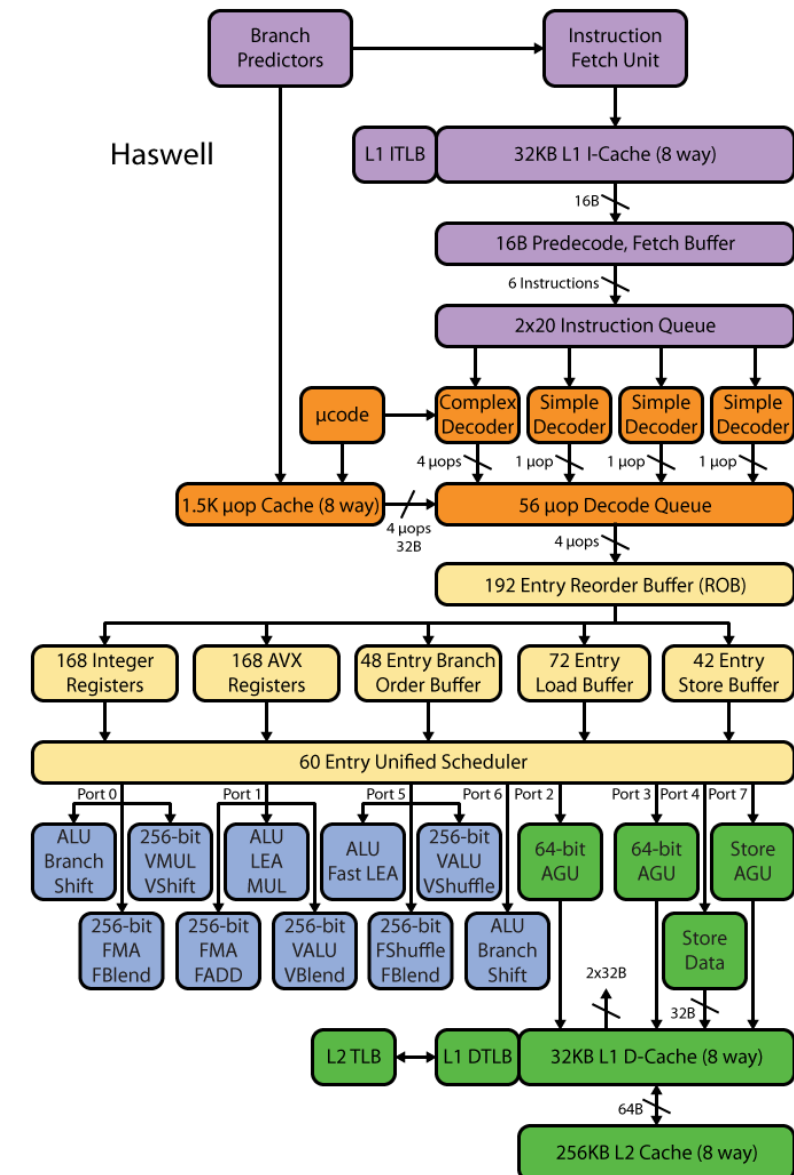 Branch
Predictors
Instruction
Fetch Unit
Haswell
L1 ITLB
32KB L1 I-Cache (8 way)
16B
16B Predecode, Fetch Buffer
6 Instructions
2x20 Instruction Queue
μcode
Complex
Decoder
Simple
Decoder
Simple
Decoder
Simple
Decoder
4 μops
1 μop
1 μop
1 μop
1.5K μop Cache (8 way)
4 μops
32B
56 μop Decode Queue
4 μops
192 Entry Reorder Buffer (ROB)
168 Integer
Registers
168 AVX
Registers
48 Entry Branch
Order Buffer
72 Entry
Load Buffer
42 Entry
Store Buffer
60 Entry Unified Scheduler
Port 0
Port 1
Port 5
Port 6
Port 2
Port 3
Port 4
Port 7
ALU
Branch
Shift
256-bit
VMUL
VShift
ALU
LEA
MUL
ALU
Fast LEA
256-bit
VALU
VShuffle
64-bit
AGU
64-bit
AGU
Store
AGU
256-bit
FMA
FBlend
256-bit
FMA
FADD
256-bit
VALU
VBlend
256-bit
FShuffle
FBlend
ALU
Branch
Shift
Store
Data
2x32B
32B
L2 TLB
L1 DTLB
32KB L1 D-Cache (8 way)
64B
256KB L2 Cache (8 way)